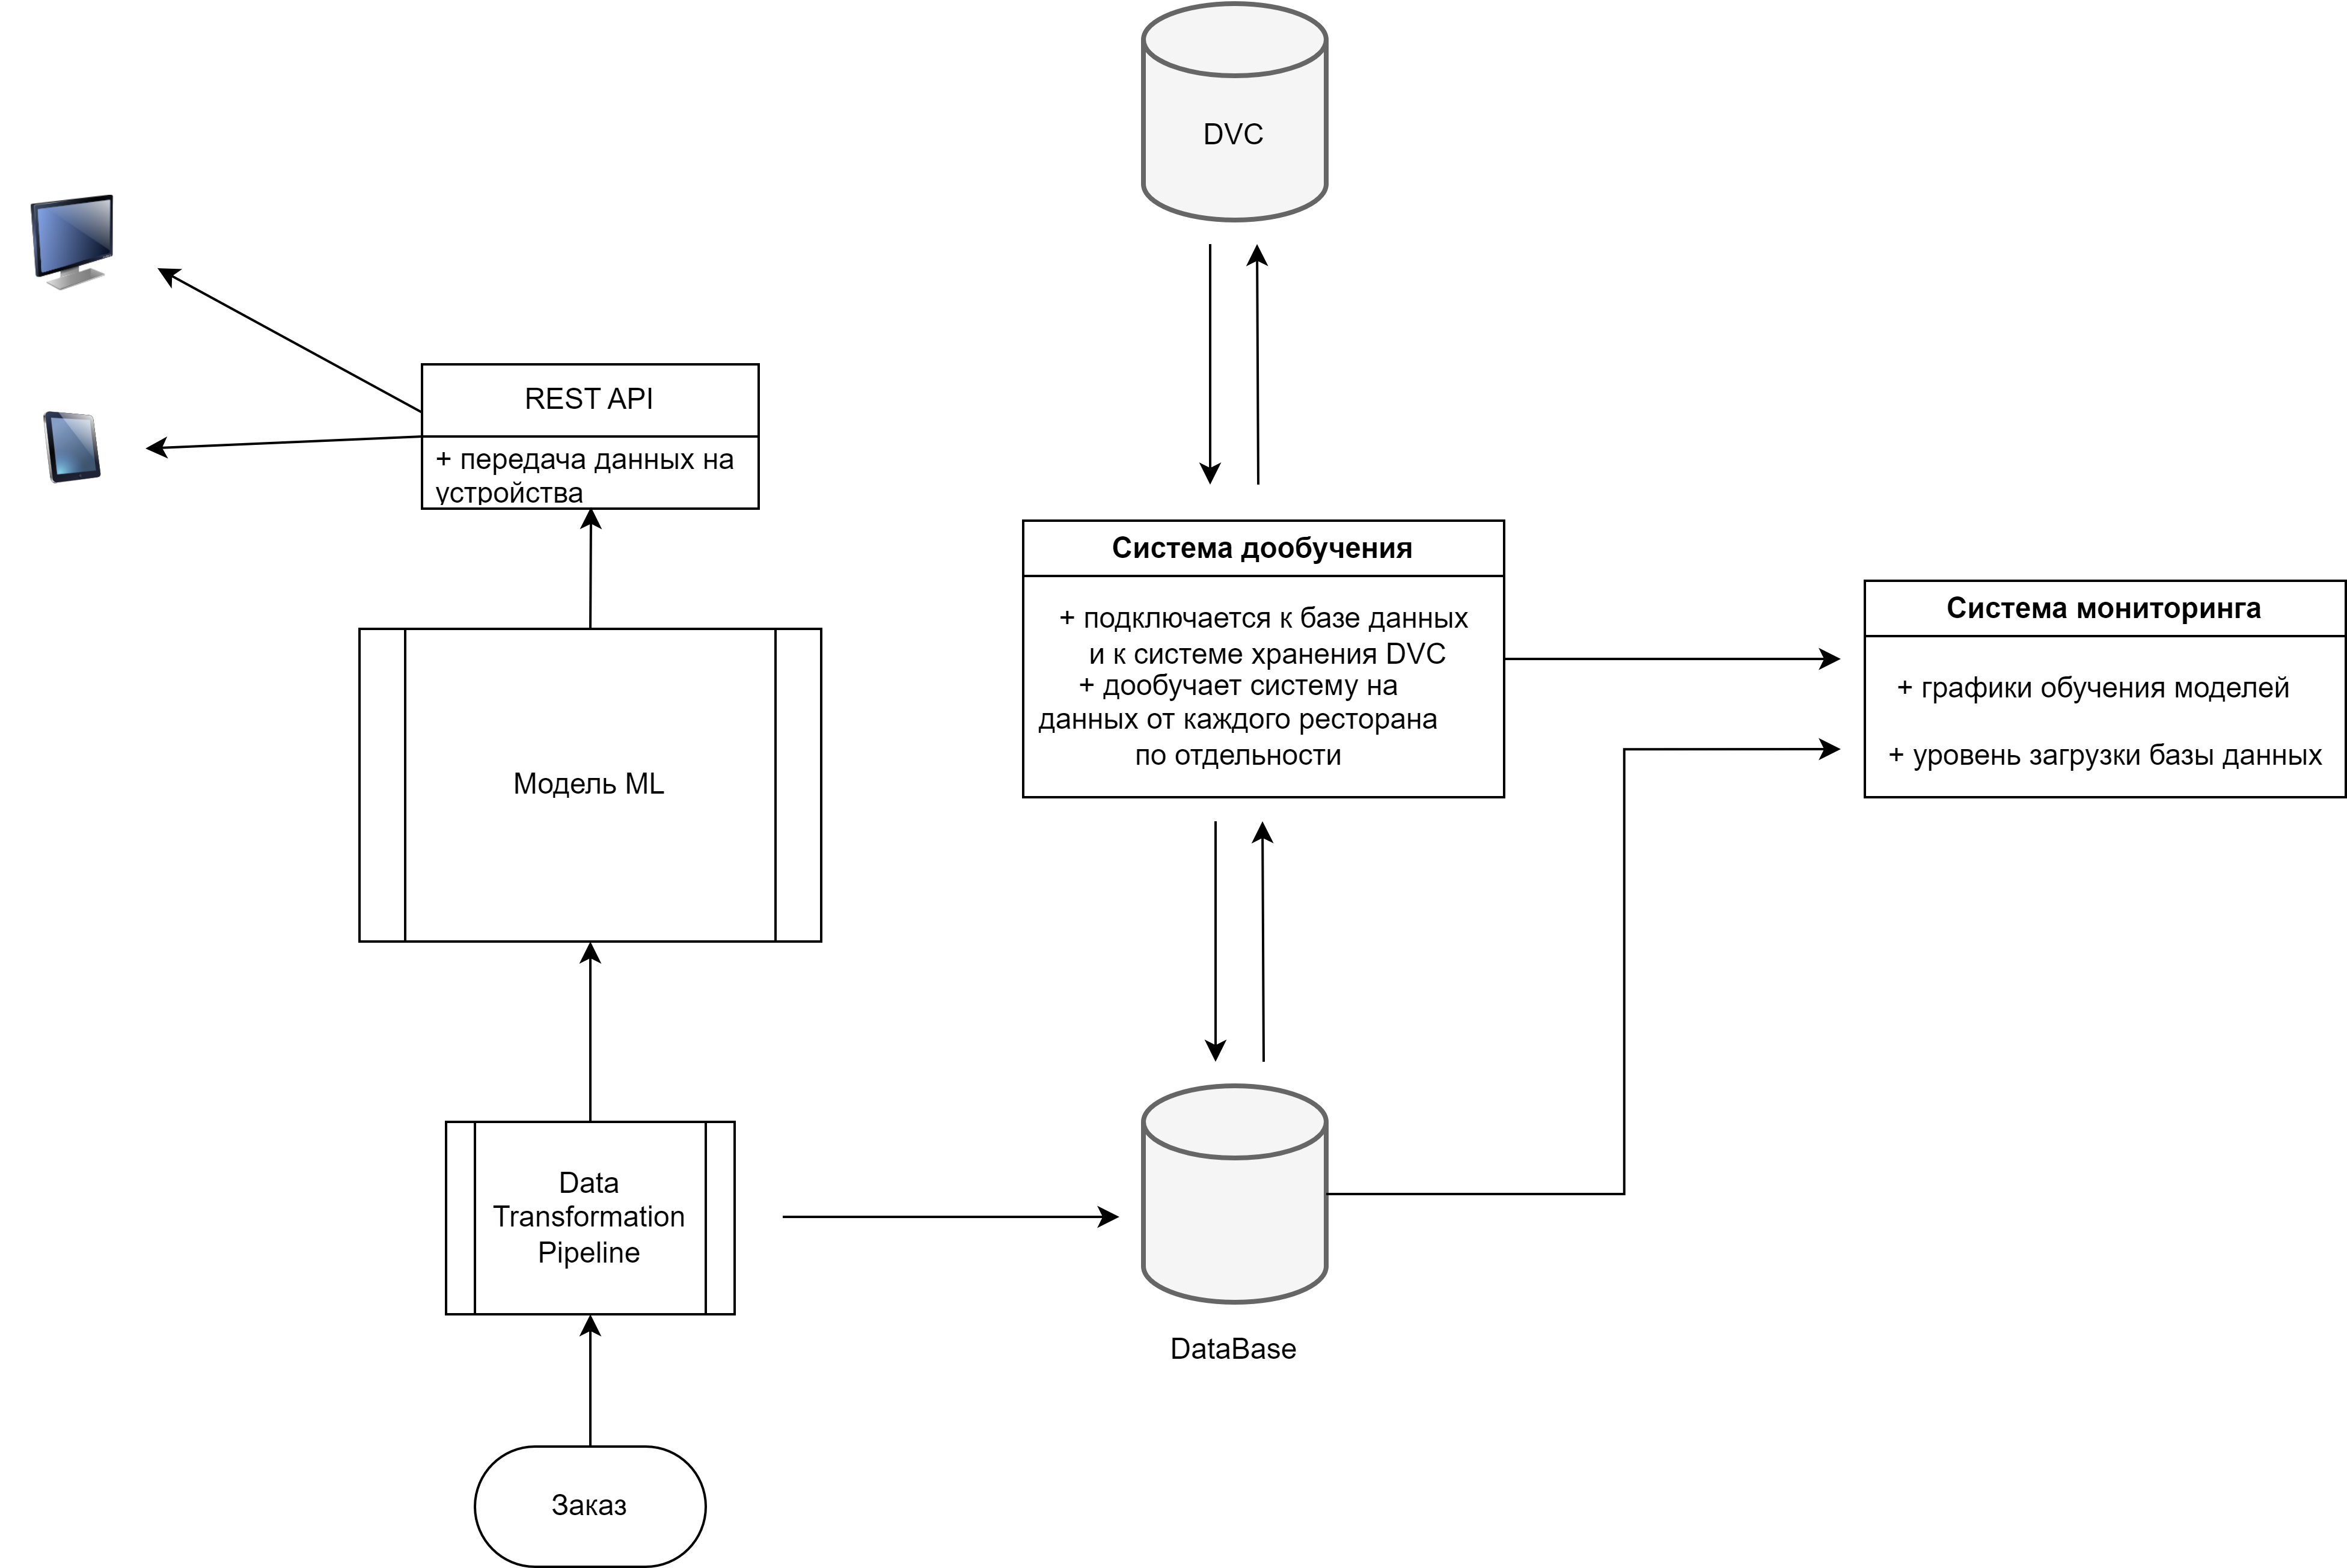 DVC
REST API
+ передача данных на
устройства
Система дообучения
+ подключается к базе данных
и к системе хранения DVC
+ дообучает систему на
данных от каждого ресторана
по отдельности
Система мониторинга
+ графики обучения моделей
+ уровень загрузки базы данных
Модель ML
Data
Transformation
Pipeline
DataBase
Заказ